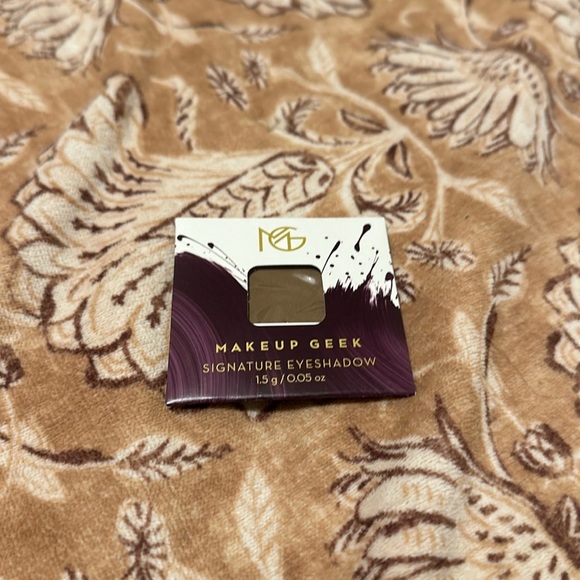 MG
MAKEUP GEEK
SIGNATURE EYESHADOW
1.5 g / 0.05 oz